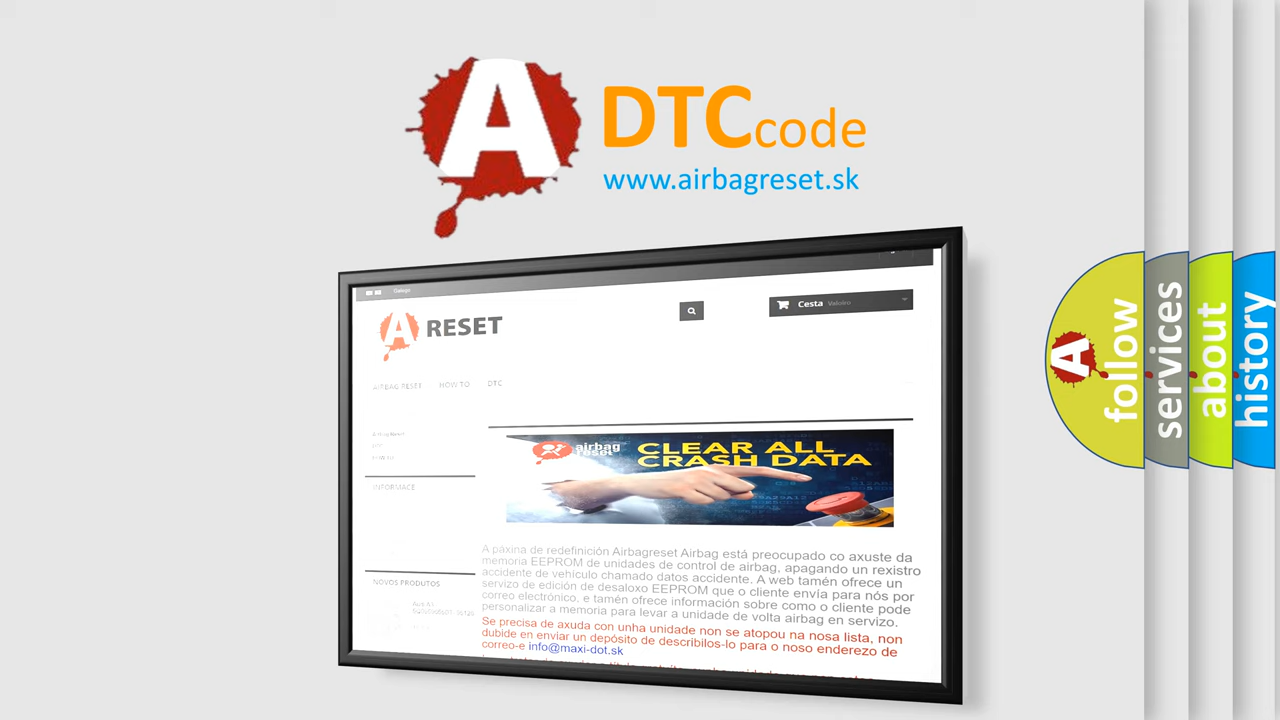 A
DTC code
www.airbagreset.sk
Galego
A RESET
Cesta Valeiro
AIRBAG RESET HOW TO DTC
INFORMACE
NOVOS PRODUTOS
airbag
reset
CLEAR ALL
CRASH DATA
A páxina de redefinición Airbagreset Airbag está preocupado co axuste da
memoria EEPROM de unidades de control de airbag, apagando un rexistro
accidente de vehículo chamado datos accidente. A web tamén ofrece un
servizo de edición de desaloxo EEPROM que o cliente envía para nós por
correo electrónico, e tamén ofrece información sobre como o cliente pode
personalizar a memoria para levar a unidade de volta airbag en servizo.
Se precisa de axuda con unha unidade non se atopou na nosa lista, non
dubide en enviar un depósito de describilos-lo para o noso enderezo de
correo-e info@maxi-dot.sk
A
follow
services
about
history